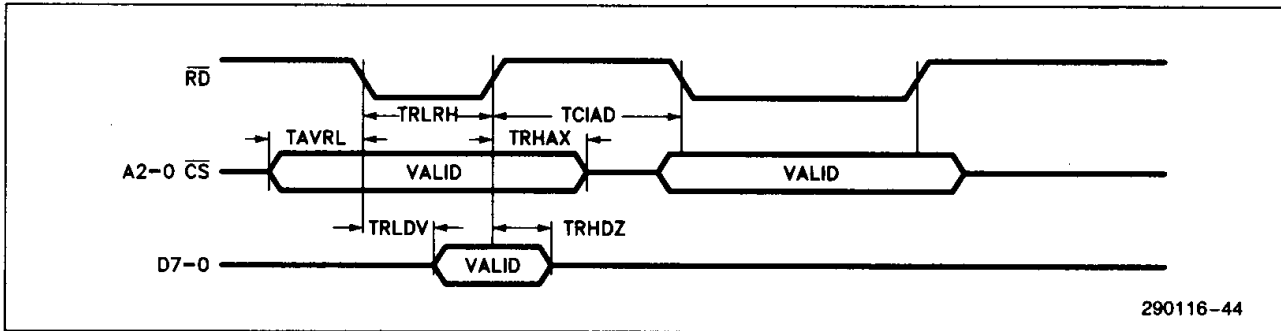 RD
TRLRH
TCIAD
TAVRL
TRHAX
A2-0 CS
VALID
VALID
TRLDV
TRHDZ
D7-0
VALID
290116-44